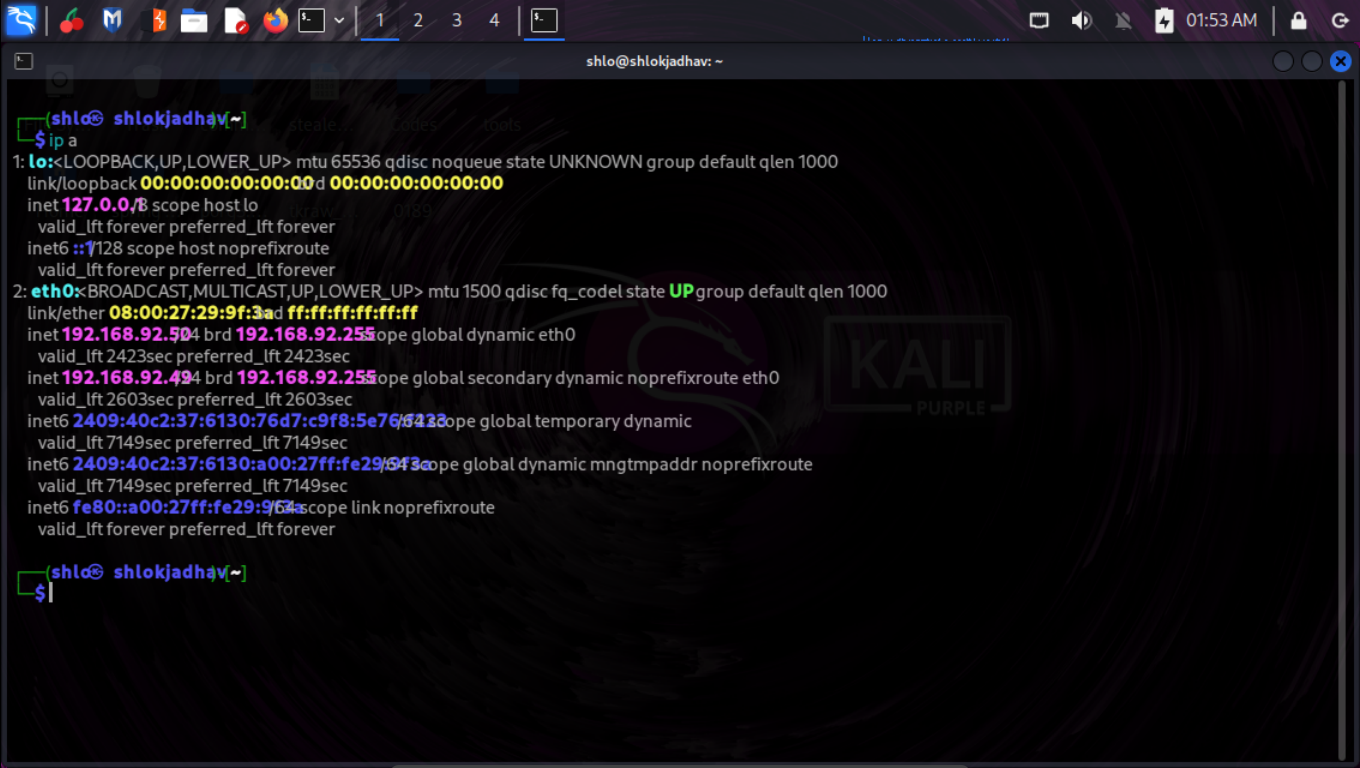 1 2 3 4 01:53 AM
shlo@shlokjadhav: ~
(shlo㉿ shlokjadhav)-[~]
$ ip a
1: lo: <LOOPBACK,UP,LOWER_UP> mtu 65536 qdisc noqueue state UNKNOWN group default qlen 1000
link/loopback 00:00:00:00:00:00 brd 00:00:00:00:00:00
inet 127.0.0.1/8 scope host lo
valid_lft forever preferred_lft forever
inet6 ::1/128 scope host noprefixroute
valid_lft forever preferred_lft forever
2: eth0: <BROADCAST,MULTICAST,UP,LOWER_UP> mtu 1500 qdisc fq_codel state UP group default qlen 1000
link/ether 08:00:27:29:9f:3a brd ff:ff:ff:ff:ff:ff
inet 192.168.92.50/24 brd 192.168.92.255 scope global dynamic eth0
valid_lft 2423sec preferred_lft 2423sec
inet 192.168.92.49/24 brd 192.168.92.255 scope global secondary dynamic noprefixroute eth0
valid_lft 2603sec preferred_lft 2603sec
inet6 /64 scope global temporary dynamic
valid_lft 7149sec preferred_lft 7149sec
inet6 2409:40c2:37:6130:a00:27ff:fe29:9f3a/64 scope global dynamic mngtmpaddr noprefixroute
valid_lft 7149sec preferred_lft 7149sec
inet6 fe80::a00:27ff:fe29:9f3a/64 scope link noprefixroute
valid_lft forever preferred_lft forever
KALI
PURPLE
(shlo㉿ shlokjadhav)-[~]
$